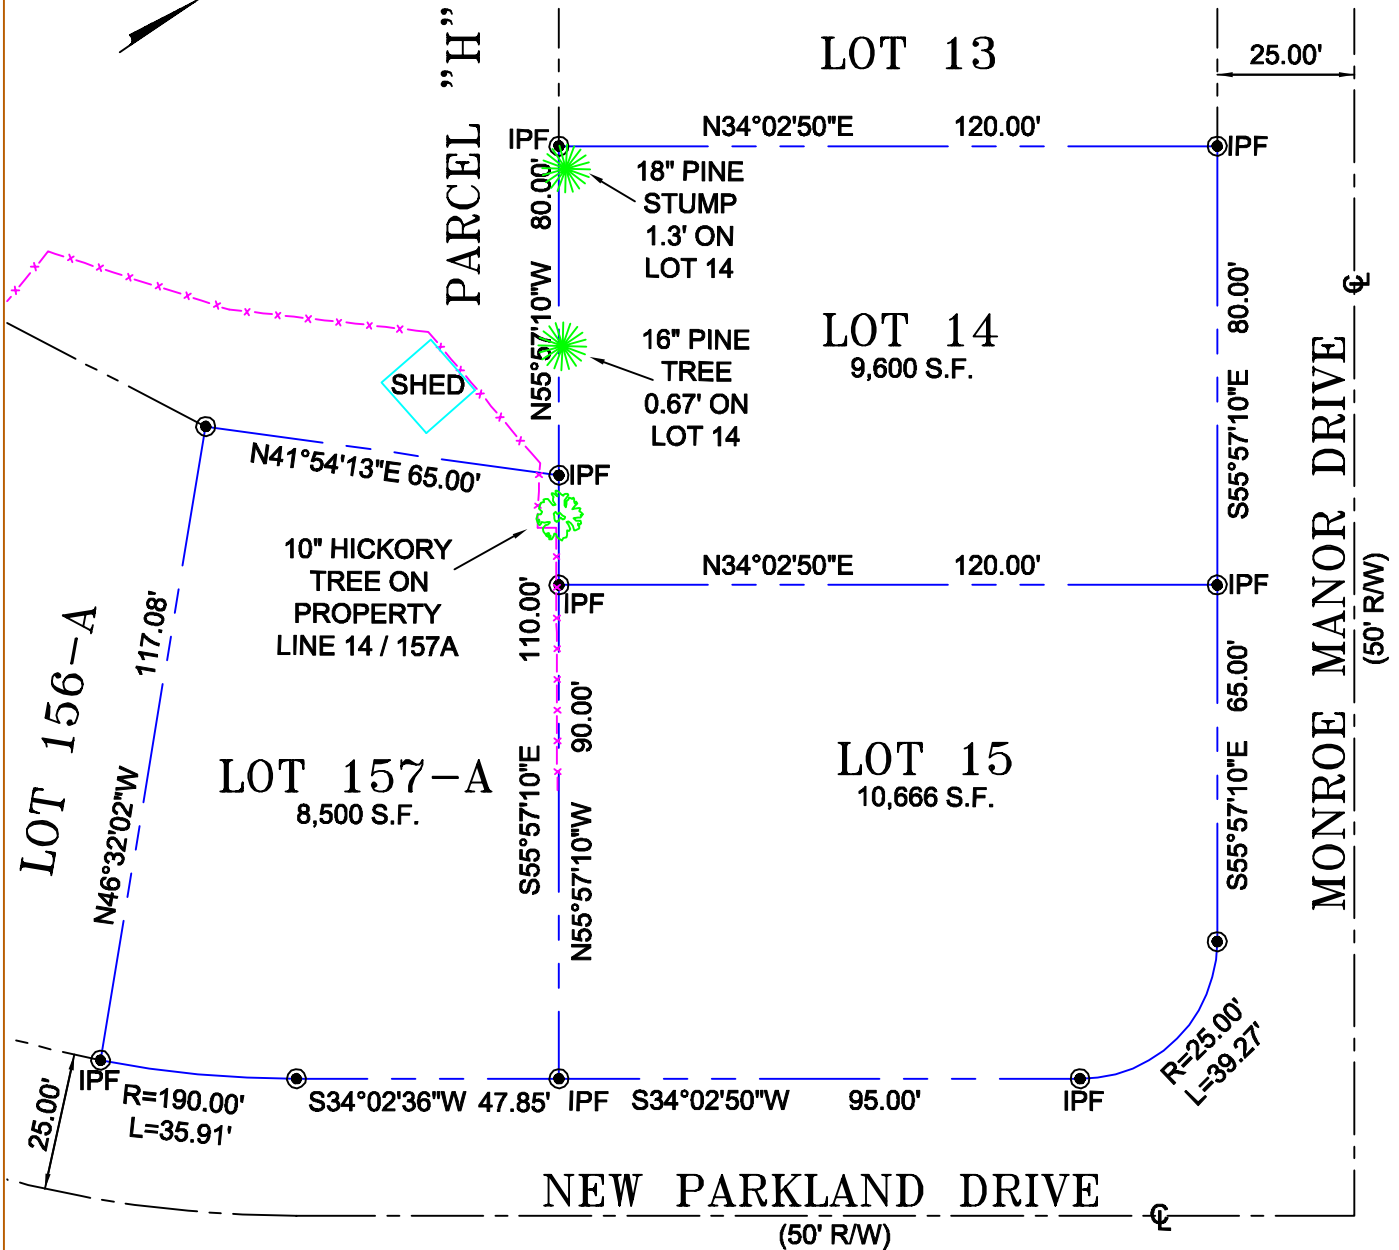 LOT 13
25.00'
PARCEL "H"
IPF
N34°02'50"E 120.00'
IPF
80.00'
N55°57'10"W
18" PINE
STUMP
1.3' ON
LOT 14
16" PINE
TREE
0.67' ON
LOT 14
LOT 14
9,600 S.F.
80.00'
S55°57'10"E
℄
MONROE MANOR DRIVE
(50' R/W)
SHED
N41°54'13"E 65.00'
IPF
10" HICKORY
TREE ON
PROPERTY
LINE 14 / 157A
N34°02'50"E 120.00'
IPF
IPF
110.00'
S55°57'10"E
90.00'
N55°57'10"W
65.00'
S55°57'10"E
LOT 156-A
117.08'
N46°32'02"W
LOT 157-A
8,500 S.F.
LOT 15
10,666 S.F.
IPF
R=190.00'
L=35.91'
25.00'
S34°02'36"W 47.85'
IPF
S34°02'50"W 95.00'
IPF
R=25.00'
L=39.27'
NEW PARKLAND DRIVE
(50' R/W)
℄